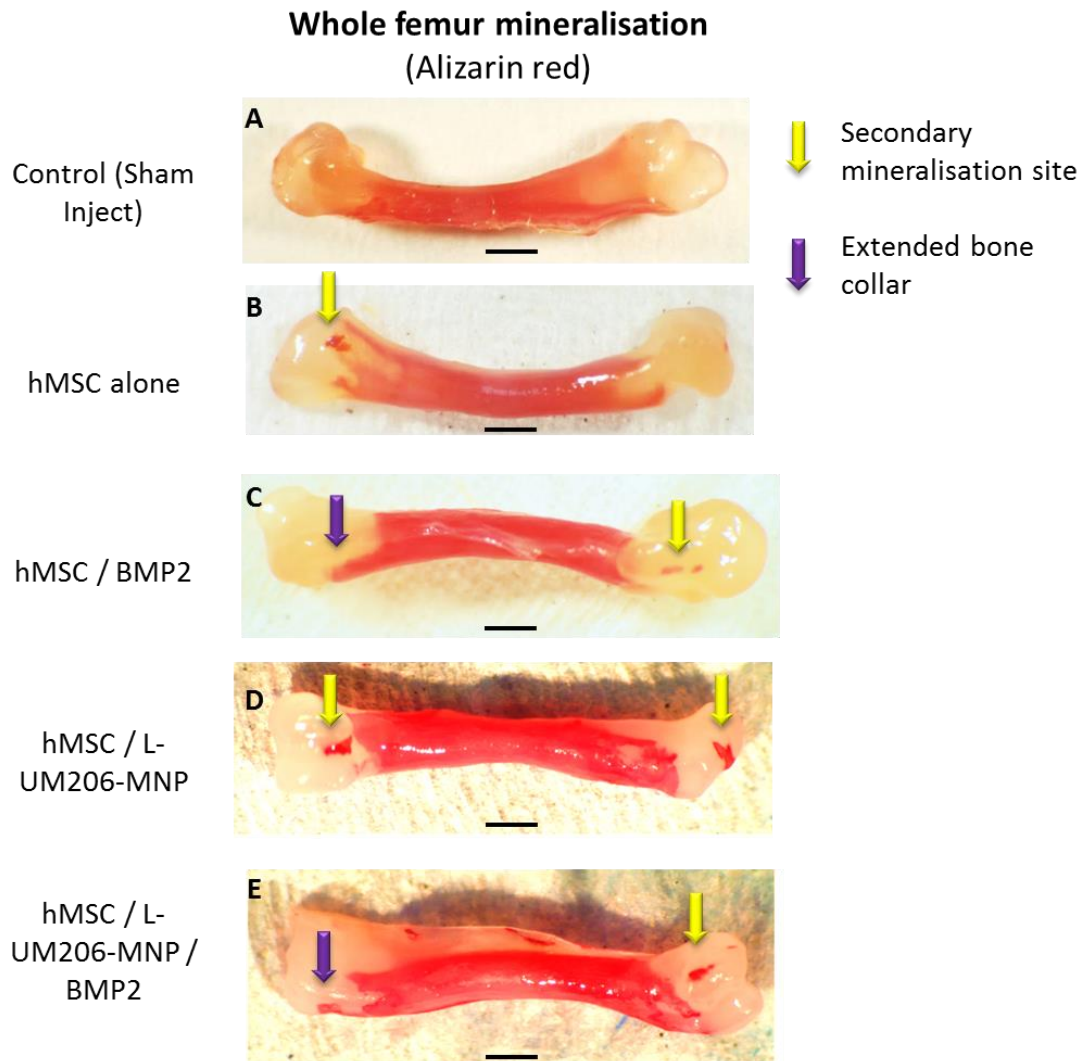 Whole femur mineralisation
(Alizarin red)
A
Control (Sham
Inject)
Secondary
mineralisation site
Extended bone
collar
B
hMSC alone
C
hMSC / BMP2
D
hMSC / L-
UM206-MNP
E
hMSC / L-
UM206-MNP /
BMP2